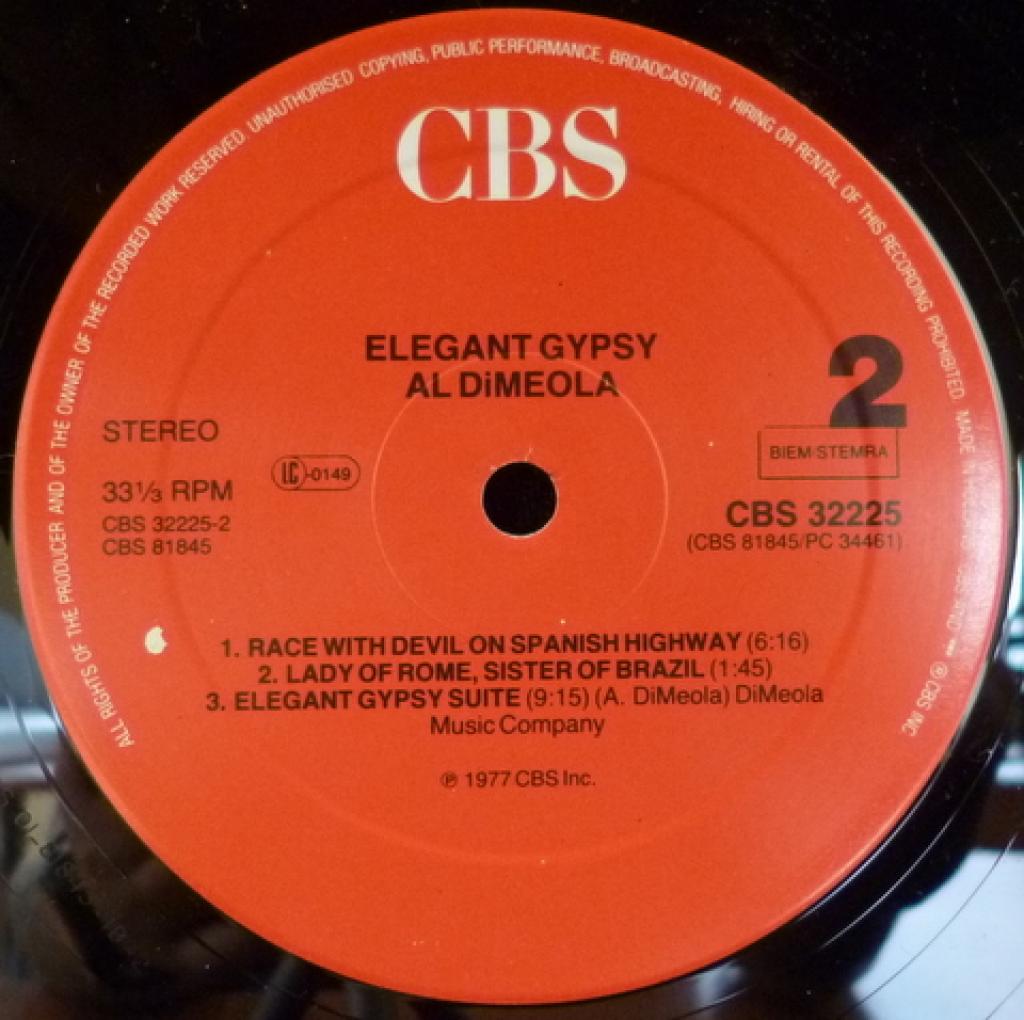 ALL RIGHTS OF THE PRODUCER AND OF THE OWNER OF THE RECORDED WORK RESERVED. UNAUTHORISED COPYING, PUBLIC PERFORMANCE, BROADCASTING, HIRING OR RENTAL OF THIS RECORDING PROHIBITED. MADE IN ℗ CBS INC
CBS
ELEGANT GYPSY
AL DiMEOLA
2
STEREO
BIEM-STEMRA
LC-0149
33⅓ RPM
CBS 32225
CBS 32225-2
(CBS 81845/PC 34461)
CBS 81845
1. RACE WITH DEVIL ON SPANISH HIGHWAY (6:16)
2. LADY OF ROME, SISTER OF BRAZIL (1:45)
3. ELEGANT GYPSY SUITE (9:15) (A. DiMeola) DiMeola
Music Company
℗ 1977 CBS Inc.